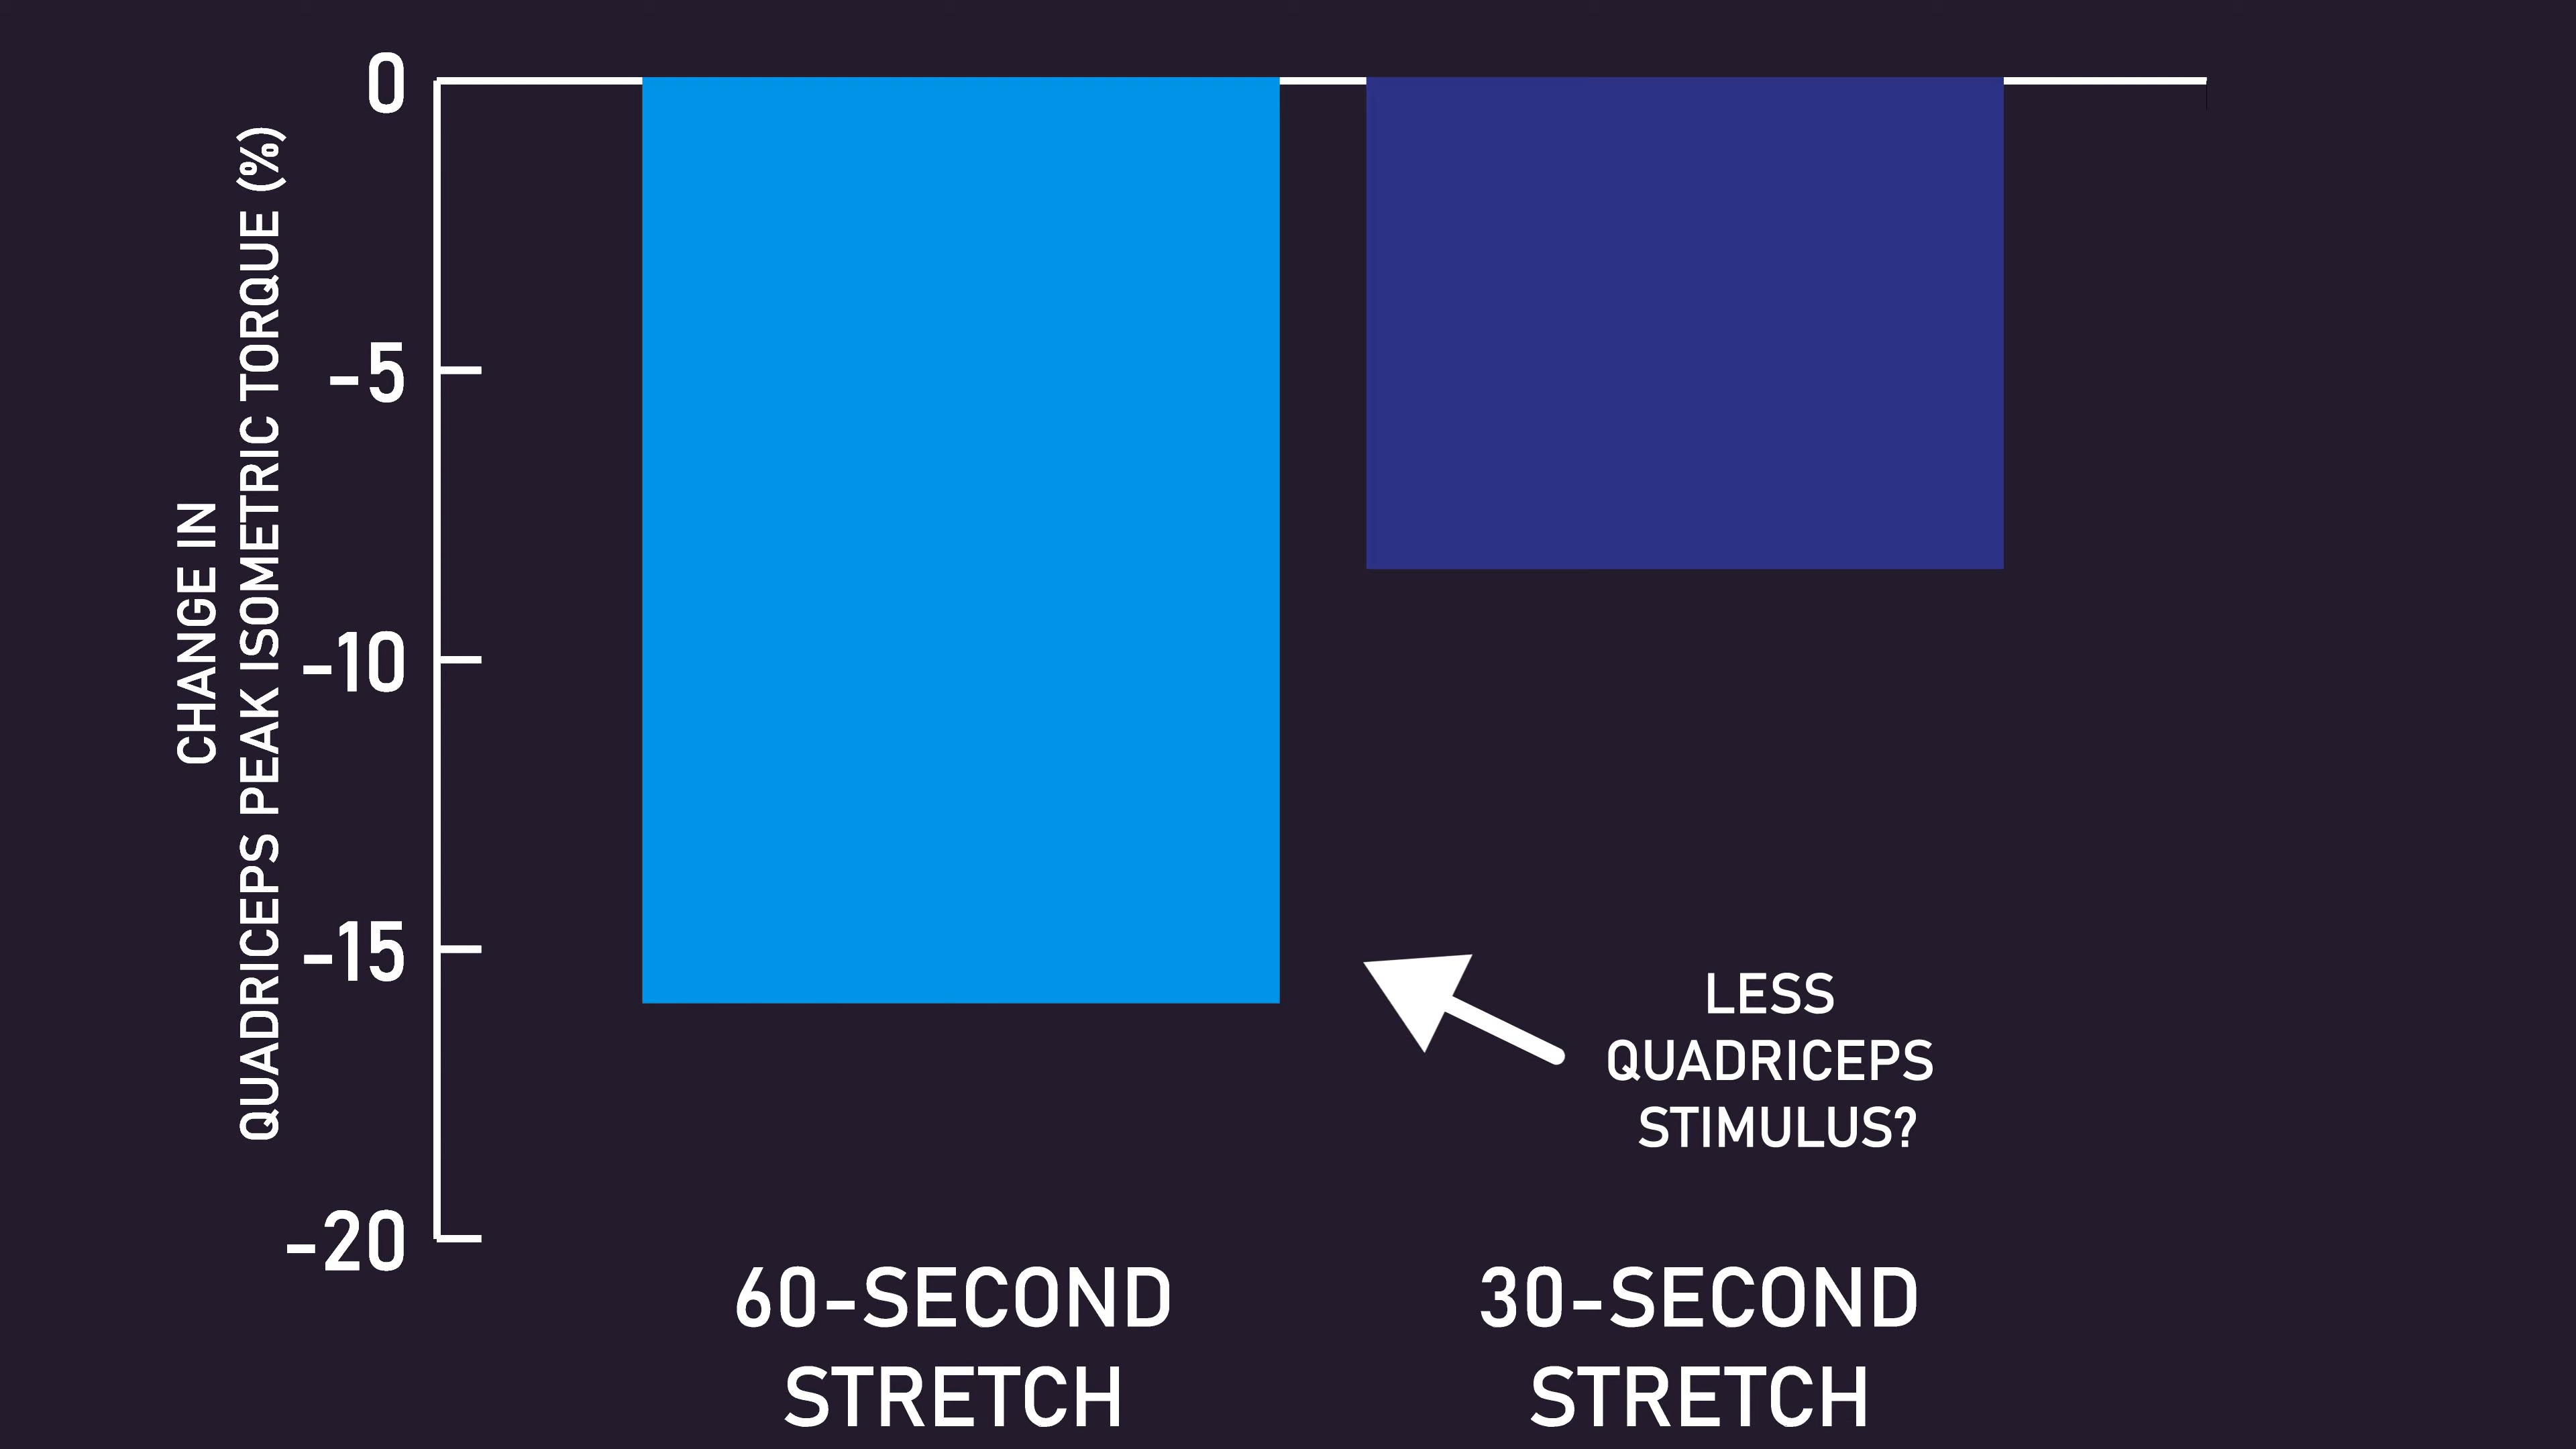 CHANGE IN
QUADRICEPS PEAK ISOMETRIC TORQUE (%)
0
-5
-10
-15
-20
LESS
QUADRICEPS
STIMULUS?
60-SECOND
STRETCH
30-SECOND
STRETCH